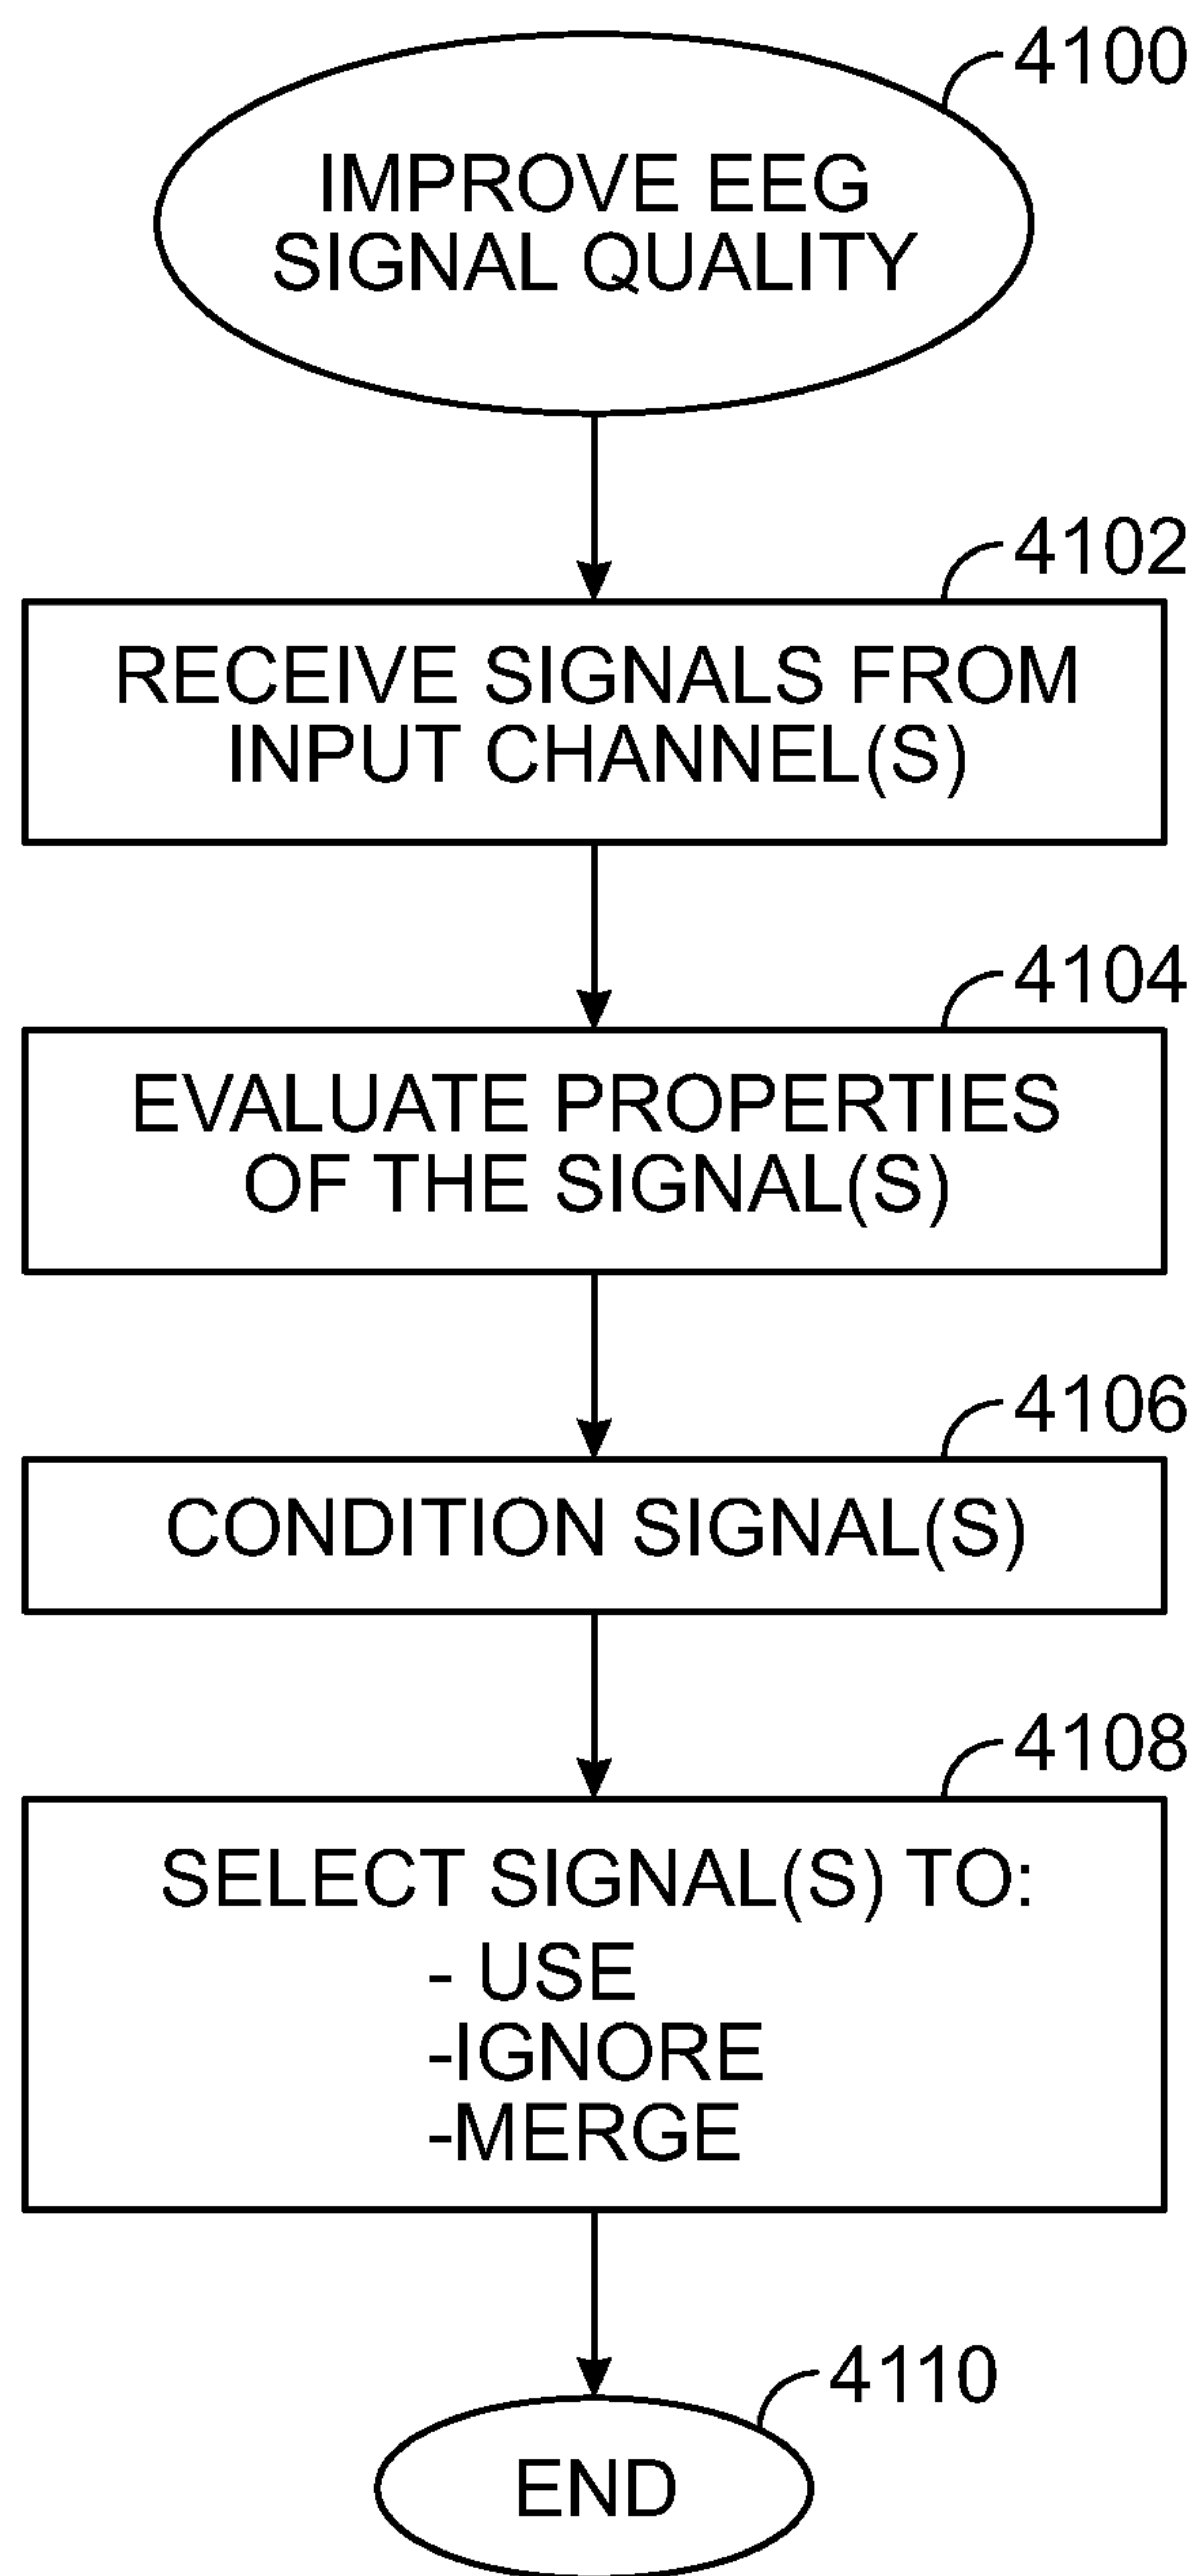 4100
IMPROVE EEG
SIGNAL QUALITY
4102
RECEIVE SIGNALS FROM
INPUT CHANNEL(S)
4104
EVALUATE PROPERTIES
OF THE SIGNAL(S)
4106
CONDITION SIGNAL(S)
4108
SELECT SIGNAL(S) TO:
- USE
-IGNORE
-MERGE
4110
END